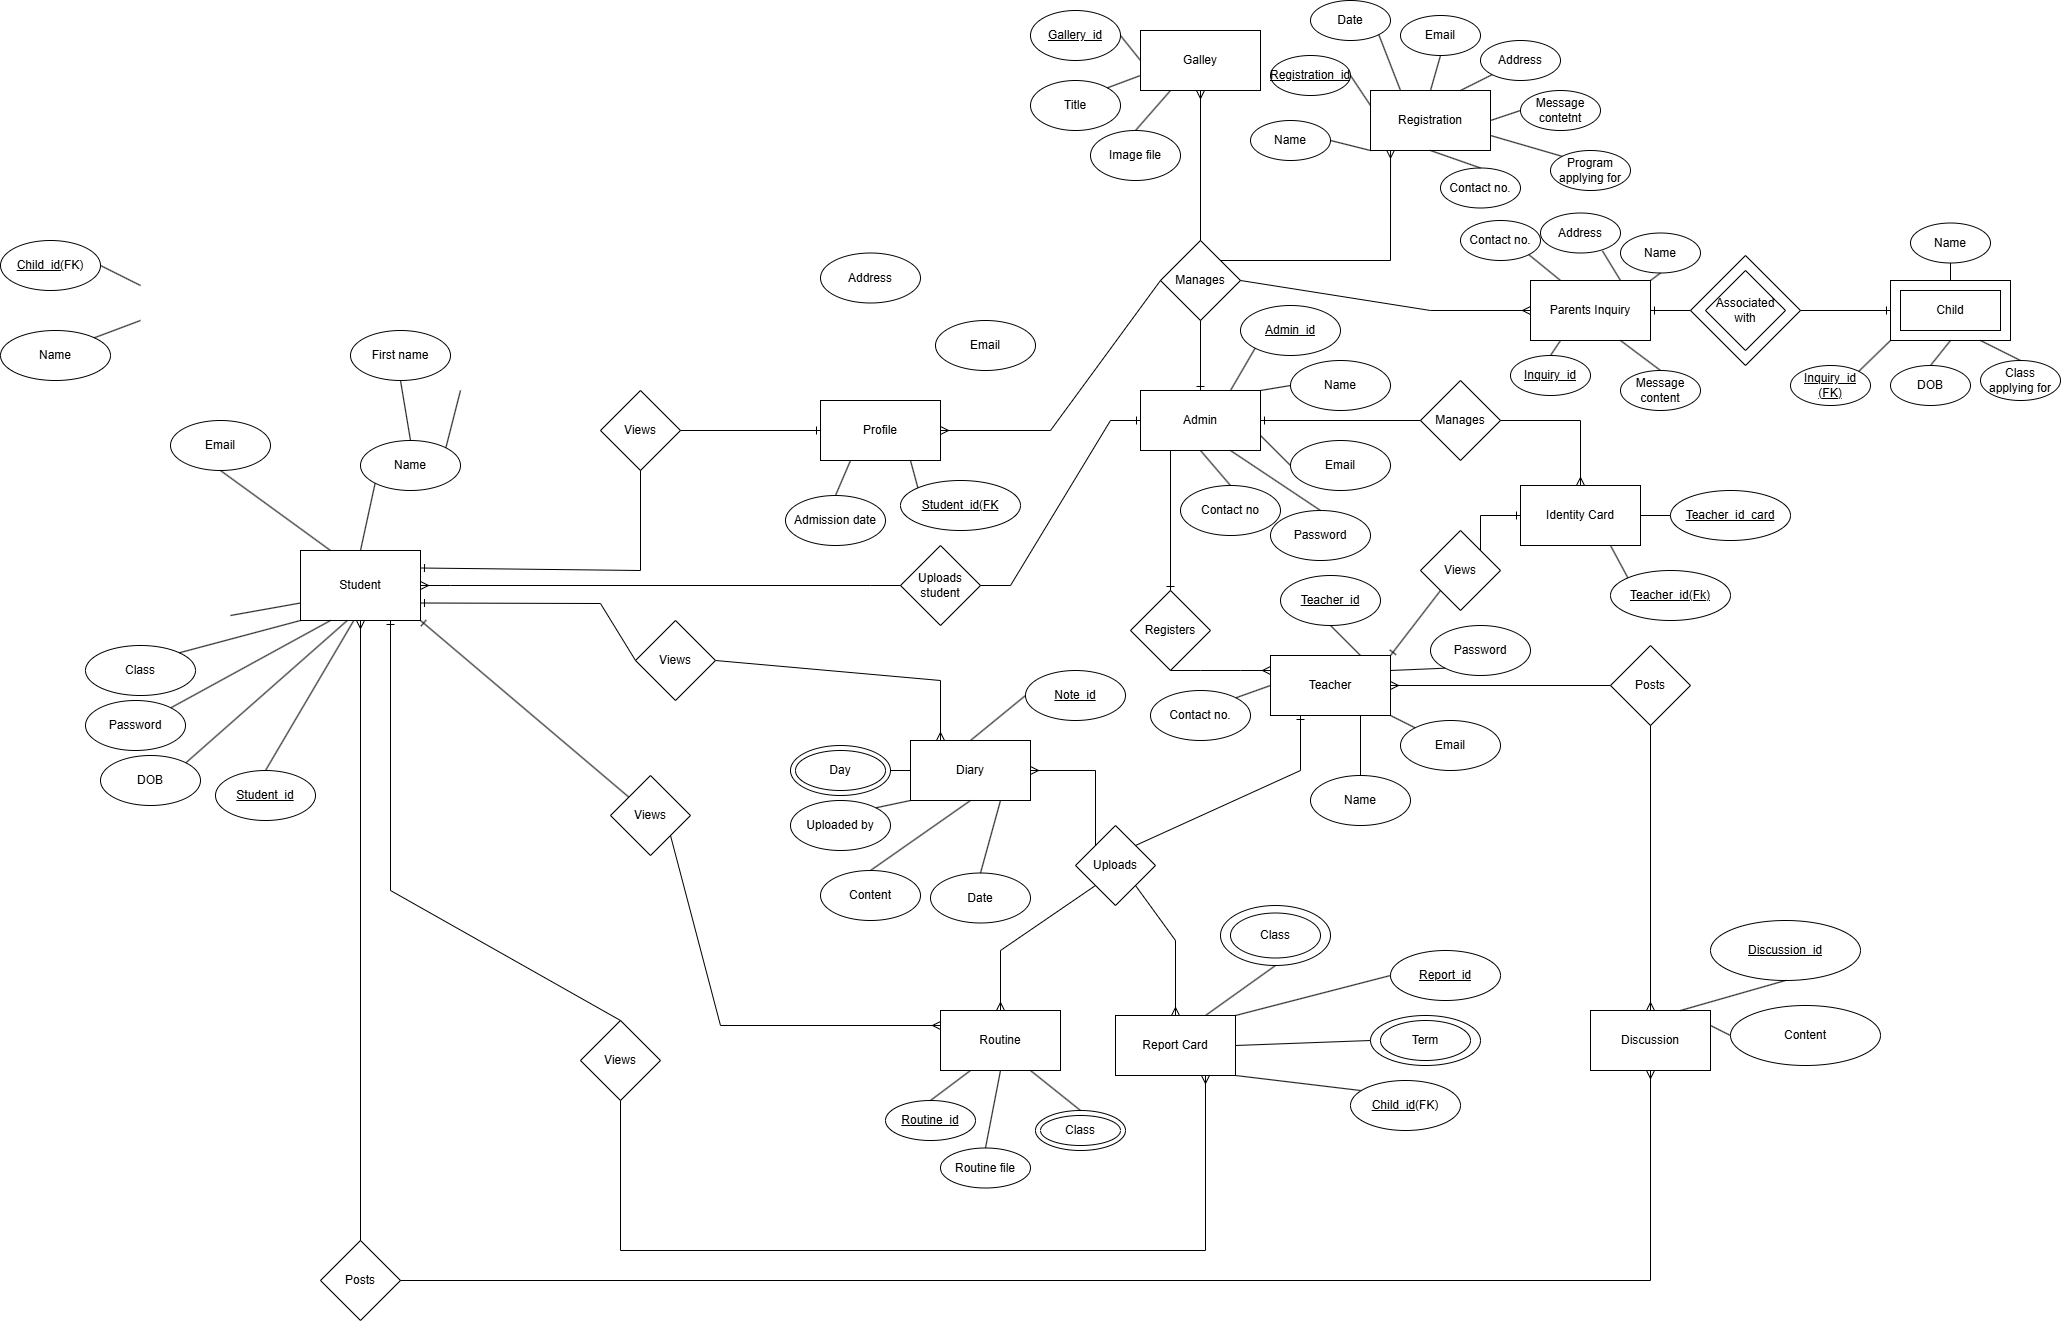 Date
Gallery_id
Email
Galley
Address
Registration_id
Title
Message
contetnt
Registration
Name
Image file
Program
applying for
Contact no.
Contact no.
Address
Name
Name
Child_id(FK)
Address
Manages
Parents Inquiry
Associated
with
Child
Admin_id
Name
First name
Email
Inquiry_id
Message
content
Inquiry_id
(FK)
DOB
Class
applying for
Name
Email
Name
Views
Profile
Admin
Manages
Email
Admission date
Student_id(FK
Contact no
Password
Identity Card
Teacher_id_card
Student
Uploads
student
Views
Teacher_id
Teacher_id(Fk)
Registers
Class
Views
Password
Teacher
Posts
Note_id
Contact no.
Password
Email
DOB
Day
Diary
Student_id
Name
Views
Uploaded by
Uploads
Content
Date
Class
Discussion_id
Report_id
Views
Routine
Report Card
Term
Discussion
Content
Routine_id
Class
Child_id(FK)
Routine file
Posts